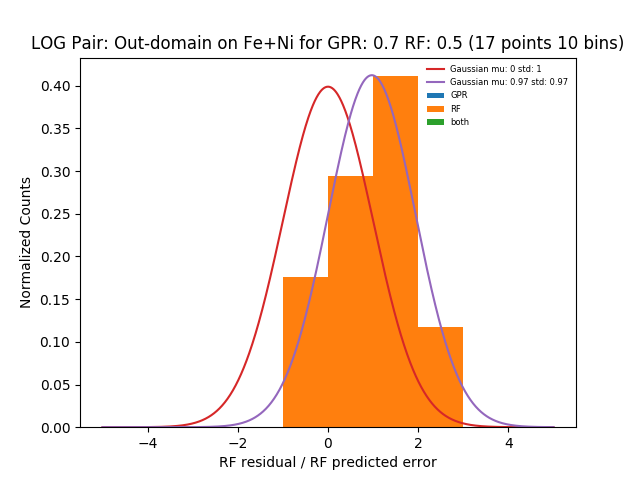 LOG Pair: Out-domain on Fe+Ni for GPR: 0.7 RF: 0.5 (17 points 10 bins)
Gaussian mu: 0 std: 1
Gaussian mu: 0.97 std: 0.97
GPR
RF
both
Normalized Counts
0.40
0.35
0.30
0.25
0.20
0.15
0.10
0.05
0.00
−4 −2 0 2 4
RF residual / RF predicted error